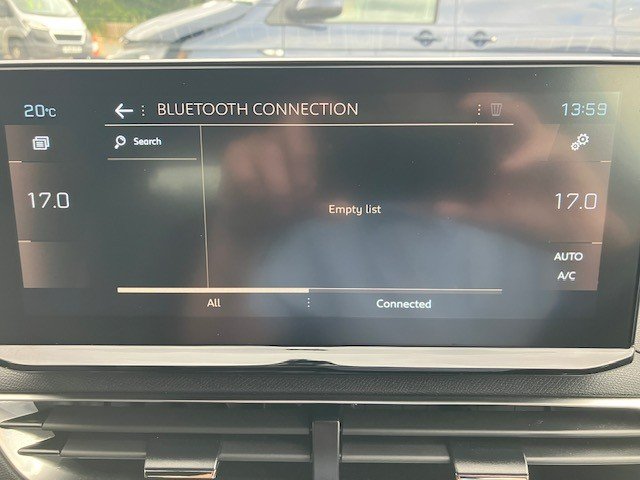 20°C
BLUETOOTH CONNECTION
13:59
Search
17.0
Empty list
17.0
AUTO
A/C
All
Connected